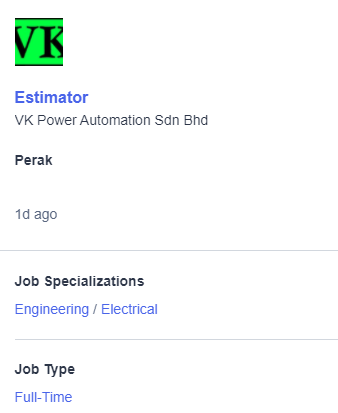 VK
Estimator
VK Power Automation Sdn Bhd
Perak
1d ago
Job Specializations
Engineering / Electrical
Job Type
Full-Time